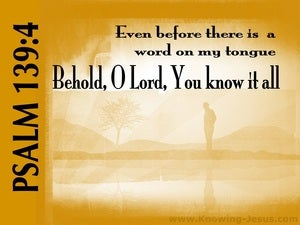 PSALM 139:4
Even before there is a
word on my tongue
Behold, O Lord, You know it all
www.Knowing-Jesus.com